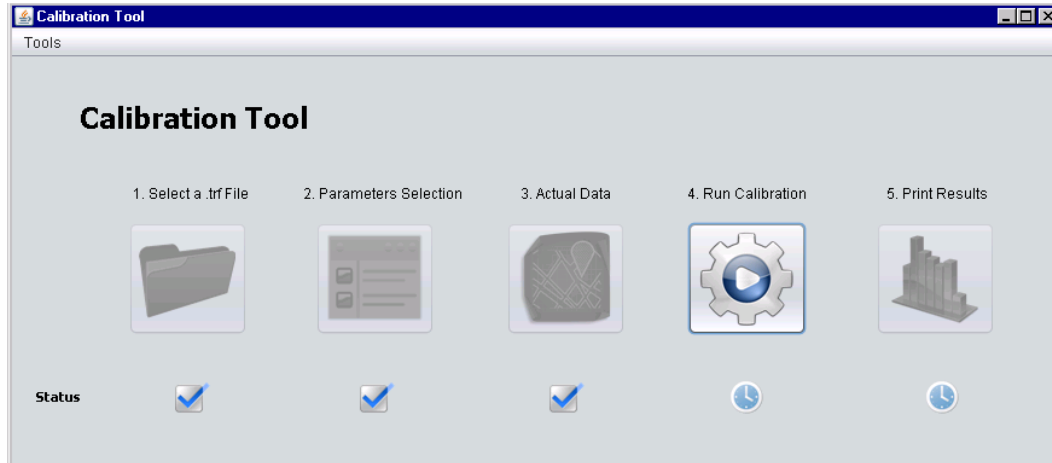 Calibration Tool
Tools
Calibration Tool
1. Select a .trf File
2. Parameters Selection
3. Actual Data
4. Run Calibration
5. Print Results
Status